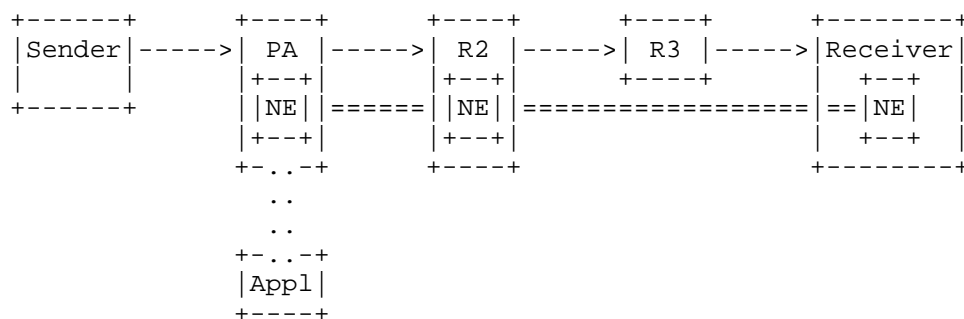 +------+      +----+      +----+     +----+      +--------+
|Sender|----->| PA |----->| R2 |---->| R3 |----->|Receiver|
|      |      |+--+|      |+--+|     +----+      |  +--+  |
+------+      ||NE||======||NE||=================|==|NE|  |
              |+--+|      |+--+|                 |  +--+  |
              +-..-+      +----+                 +--------+
                ..
                ..
              +-..-+
              |Appl|
              +----+